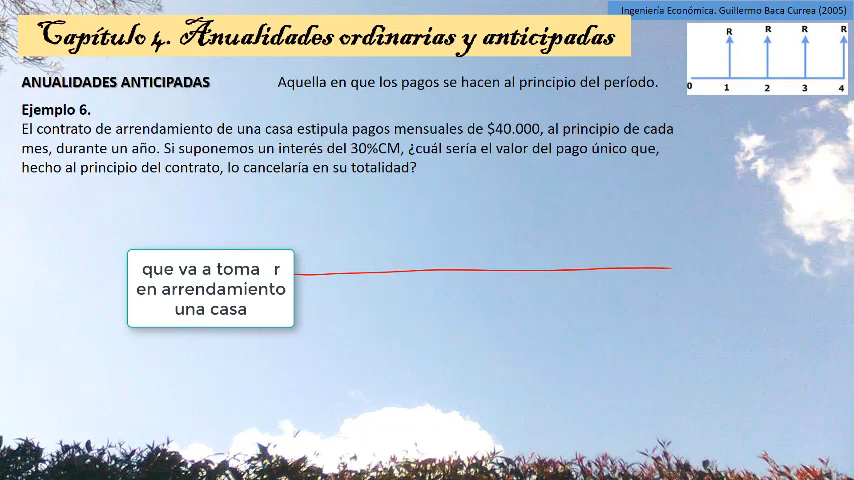 Ingeniería Económica. Guillermo Baca Currea (2005)
Capítulo 4. Anualidades ordinarias y anticipadas
R R R R
0 1 2 3 4
ANUALIDADES ANTICIPADAS Aquella en que los pagos se hacen al principio del período.
Ejemplo 6.
El contrato de arrendamiento de una casa estipula pagos mensuales de $40.000, al principio de cada
mes, durante un año. Si suponemos un interés del 30%CM, ¿cuál sería el valor del pago único que,
hecho al principio del contrato, lo cancelaría en su totalidad?
que va a toma r
en arrendamiento
una casa